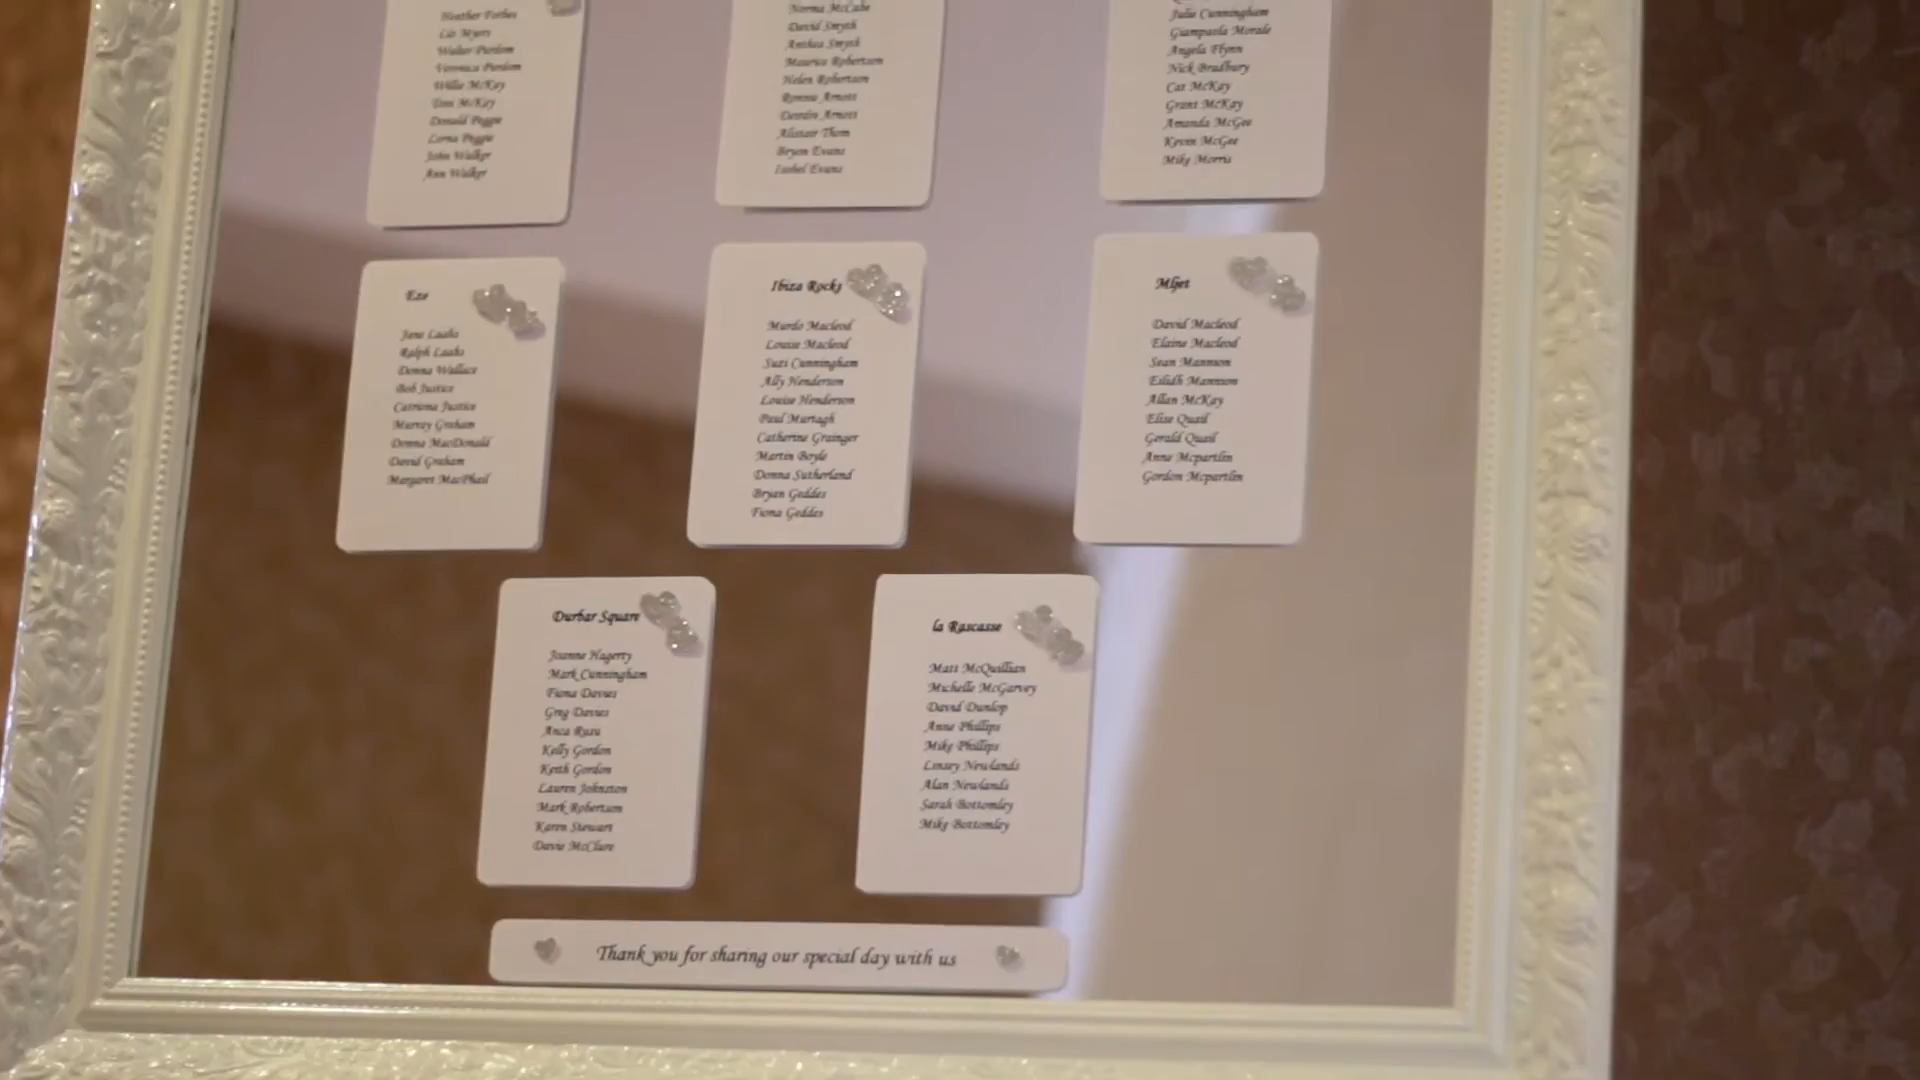 Heather Forbes
Liz Myers
Walter Purdom
Veronica Purdom
Willie McKay
Toni McKay
Donald Peggie
Lorna Peggie
John Walker
Ann Walker
Norma McCabe
David Smyth
Anthea Smyth
Maurice Robertson
Helen Robertson
Ronnie Arnott
Deirdre Arnott
Alistair Thom
Bryon Evans
Isobel Evans
Julie Cunningham
Giampaola Morale
Angela Flynn
Nick Bradbury
Cat McKay
Grant McKay
Amanda McGee
Kevin McGee
Mike Morris
Eze
Jane Laahs
Ralph Laahs
Donna Wallace
Bob Justice
Catriona Justice
Murray Graham
Donna MacDonald
David Graham
Margaret MacPhail
Ibiza Rocks
Murdo Macleod
Louise Macleod
Suzi Cunningham
Ally Henderson
Louise Henderson
Paul Murtagh
Catherine Grainger
Martin Boyle
Donna Sutherland
Bryan Geddes
Fiona Geddes
Mljet
David Macleod
Elaine Macleod
Sean Mannion
Eilidh Mannion
Allan McKay
Elise Quail
Gerald Quail
Anne Mcpartlin
Gordon Mcpartlin
Durbar Square
Joanne Hagerty
Mark Cunningham
Fiona Davies
Greg Davies
Anca Rusu
Kelly Gordon
Keith Gordon
Lauren Johnston
Mark Robertson
Karen Stewart
Davie McClure
la Rascasse
Matt McQuillian
Michelle McGarvey
David Dunlop
Anne Phillips
Mike Phillips
Linsey Newlands
Alan Newlands
Sarah Bottomley
Mike Bottomley
Thank you for sharing our special day with us